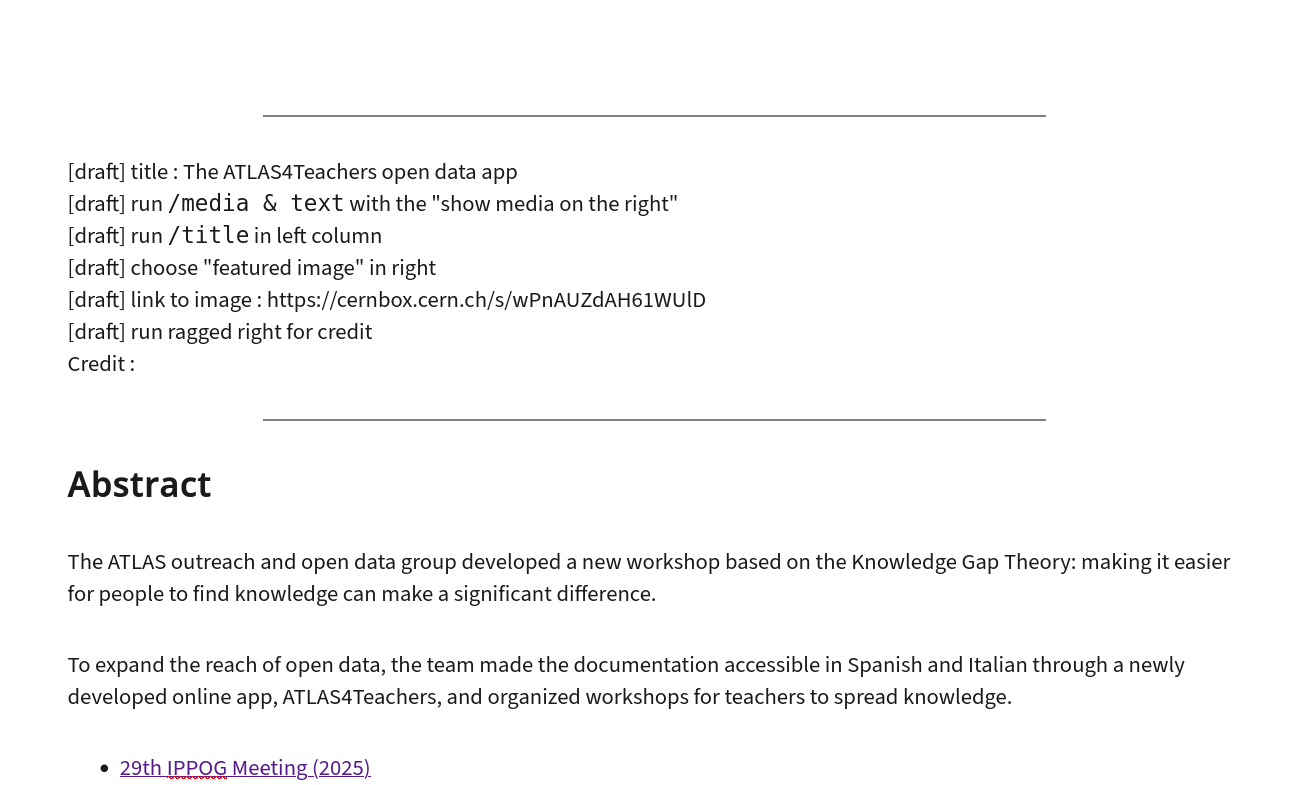 [draft] title : The ATLAS4Teachers open data app
[draft] run /media & text with the "show media on the right"
[draft] run /title in left column
[draft] choose "featured image" in right
[draft] link to image : https://cernbox.cern.ch/s/wPnAUZdAH61WUlD
[draft] run ragged right for credit
Credit :
Abstract
The ATLAS outreach and open data group developed a new workshop based on the Knowledge Gap Theory: making it easier
for people to find knowledge can make a significant difference.
To expand the reach of open data, the team made the documentation accessible in Spanish and Italian through a newly
developed online app, ATLAS4Teachers, and organized workshops for teachers to spread knowledge.
• 29th IPPOG Meeting (2025)